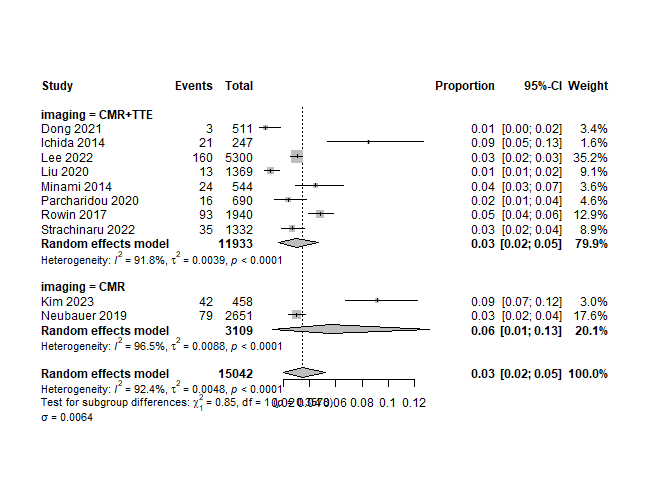 Study Events Total Proportion 95%-CI Weight
imaging = CMR+TTE
Dong 2021 3 511 0.01 [0.00; 0.02] 3.4%
Ichida 2014 21 247 0.09 [0.05; 0.13] 1.6%
Lee 2022 160 5300 0.03 [0.02; 0.03] 35.2%
Liu 2020 13 1369 0.01 [0.01; 0.02] 9.1%
Minami 2014 24 544 0.04 [0.03; 0.07] 3.6%
Parcharidou 2020 16 690 0.02 [0.01; 0.04] 4.6%
Rowin 2017 93 1940 0.05 [0.04; 0.06] 12.9%
Strachinaru 2022 35 1332 0.03 [0.02; 0.04] 8.9%
Random effects model 11933 0.03 [0.02; 0.05] 79.9%
Heterogeneity: I² = 91.8%, τ² = 0.0039, p < 0.0001
imaging = CMR
Kim 2023 42 458 0.09 [0.07; 0.12] 3.0%
Neubauer 2019 79 2651 0.03 [0.02; 0.04] 17.6%
Random effects model 3109 0.06 [0.01; 0.13] 20.1%
Heterogeneity: I² = 96.5%, τ² = 0.0088, p < 0.0001
Random effects model 15042 0.03 [0.02; 0.05] 100.0%
Heterogeneity: I² = 92.4%, τ² = 0.0048, p < 0.0001
Test for subgroup differences: χ²₁ = 0.85, df = 1
0.02 0.04 0.06 0.08 0.1 0.12
σ = 0.0064